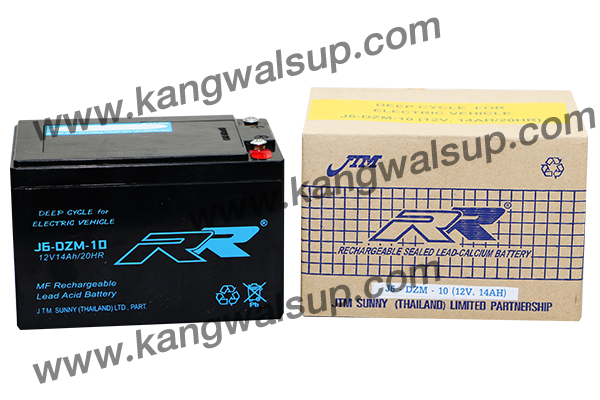 www.kangwalsup.com
www.kangwalsup.com
www.kangwalsup.com
www.kangwalsup.com
DEEP CYCLE for
ELECTRIC VEHICLE
J6-DZM-10
12V14Ah/20HR
RR®
MF Rechargeable
Lead Acid Battery
Pb
JTM SUNNY (THAILAND) LTD., PART.
DEEP CYCLE FOR
ELECTRIC VEHICLE
J6-DZM-10 (12V, 14AH/20HR)
JTM
RR®
RECHARGEABLE SEALED LEAD-CALCIUM BATTERY
J6 - DZM - 10 (12V. 14AH)
JTM SUNNY (THAILAND) LIMITED PARTNERSHIP